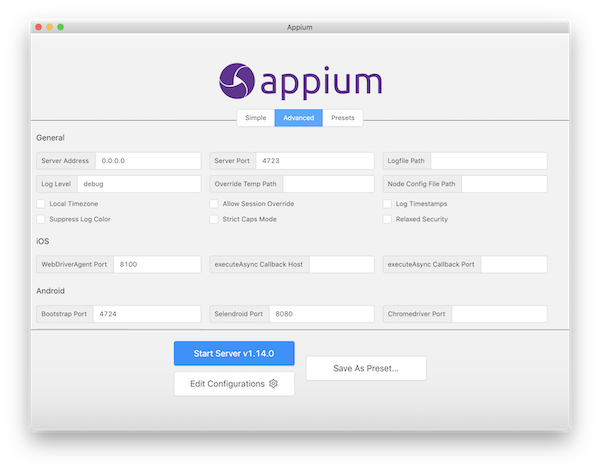 Appium
appium
Simple Advanced Presets
General
Server Address 0.0.0.0 Server Port 4723 Logfile Path
Log Level debug Override Temp Path Node Config File Path
Local Timezone Allow Session Override Log Timestamps
Suppress Log Color Strict Caps Mode Relaxed Security
iOS
WebDriverAgent Port 8100 executeAsync Callback Host executeAsync Callback Port
Android
Bootstrap Port 4724 Selendroid Port 8080 Chromedriver Port
Start Server v1.14.0
Save As Preset...
Edit Configurations